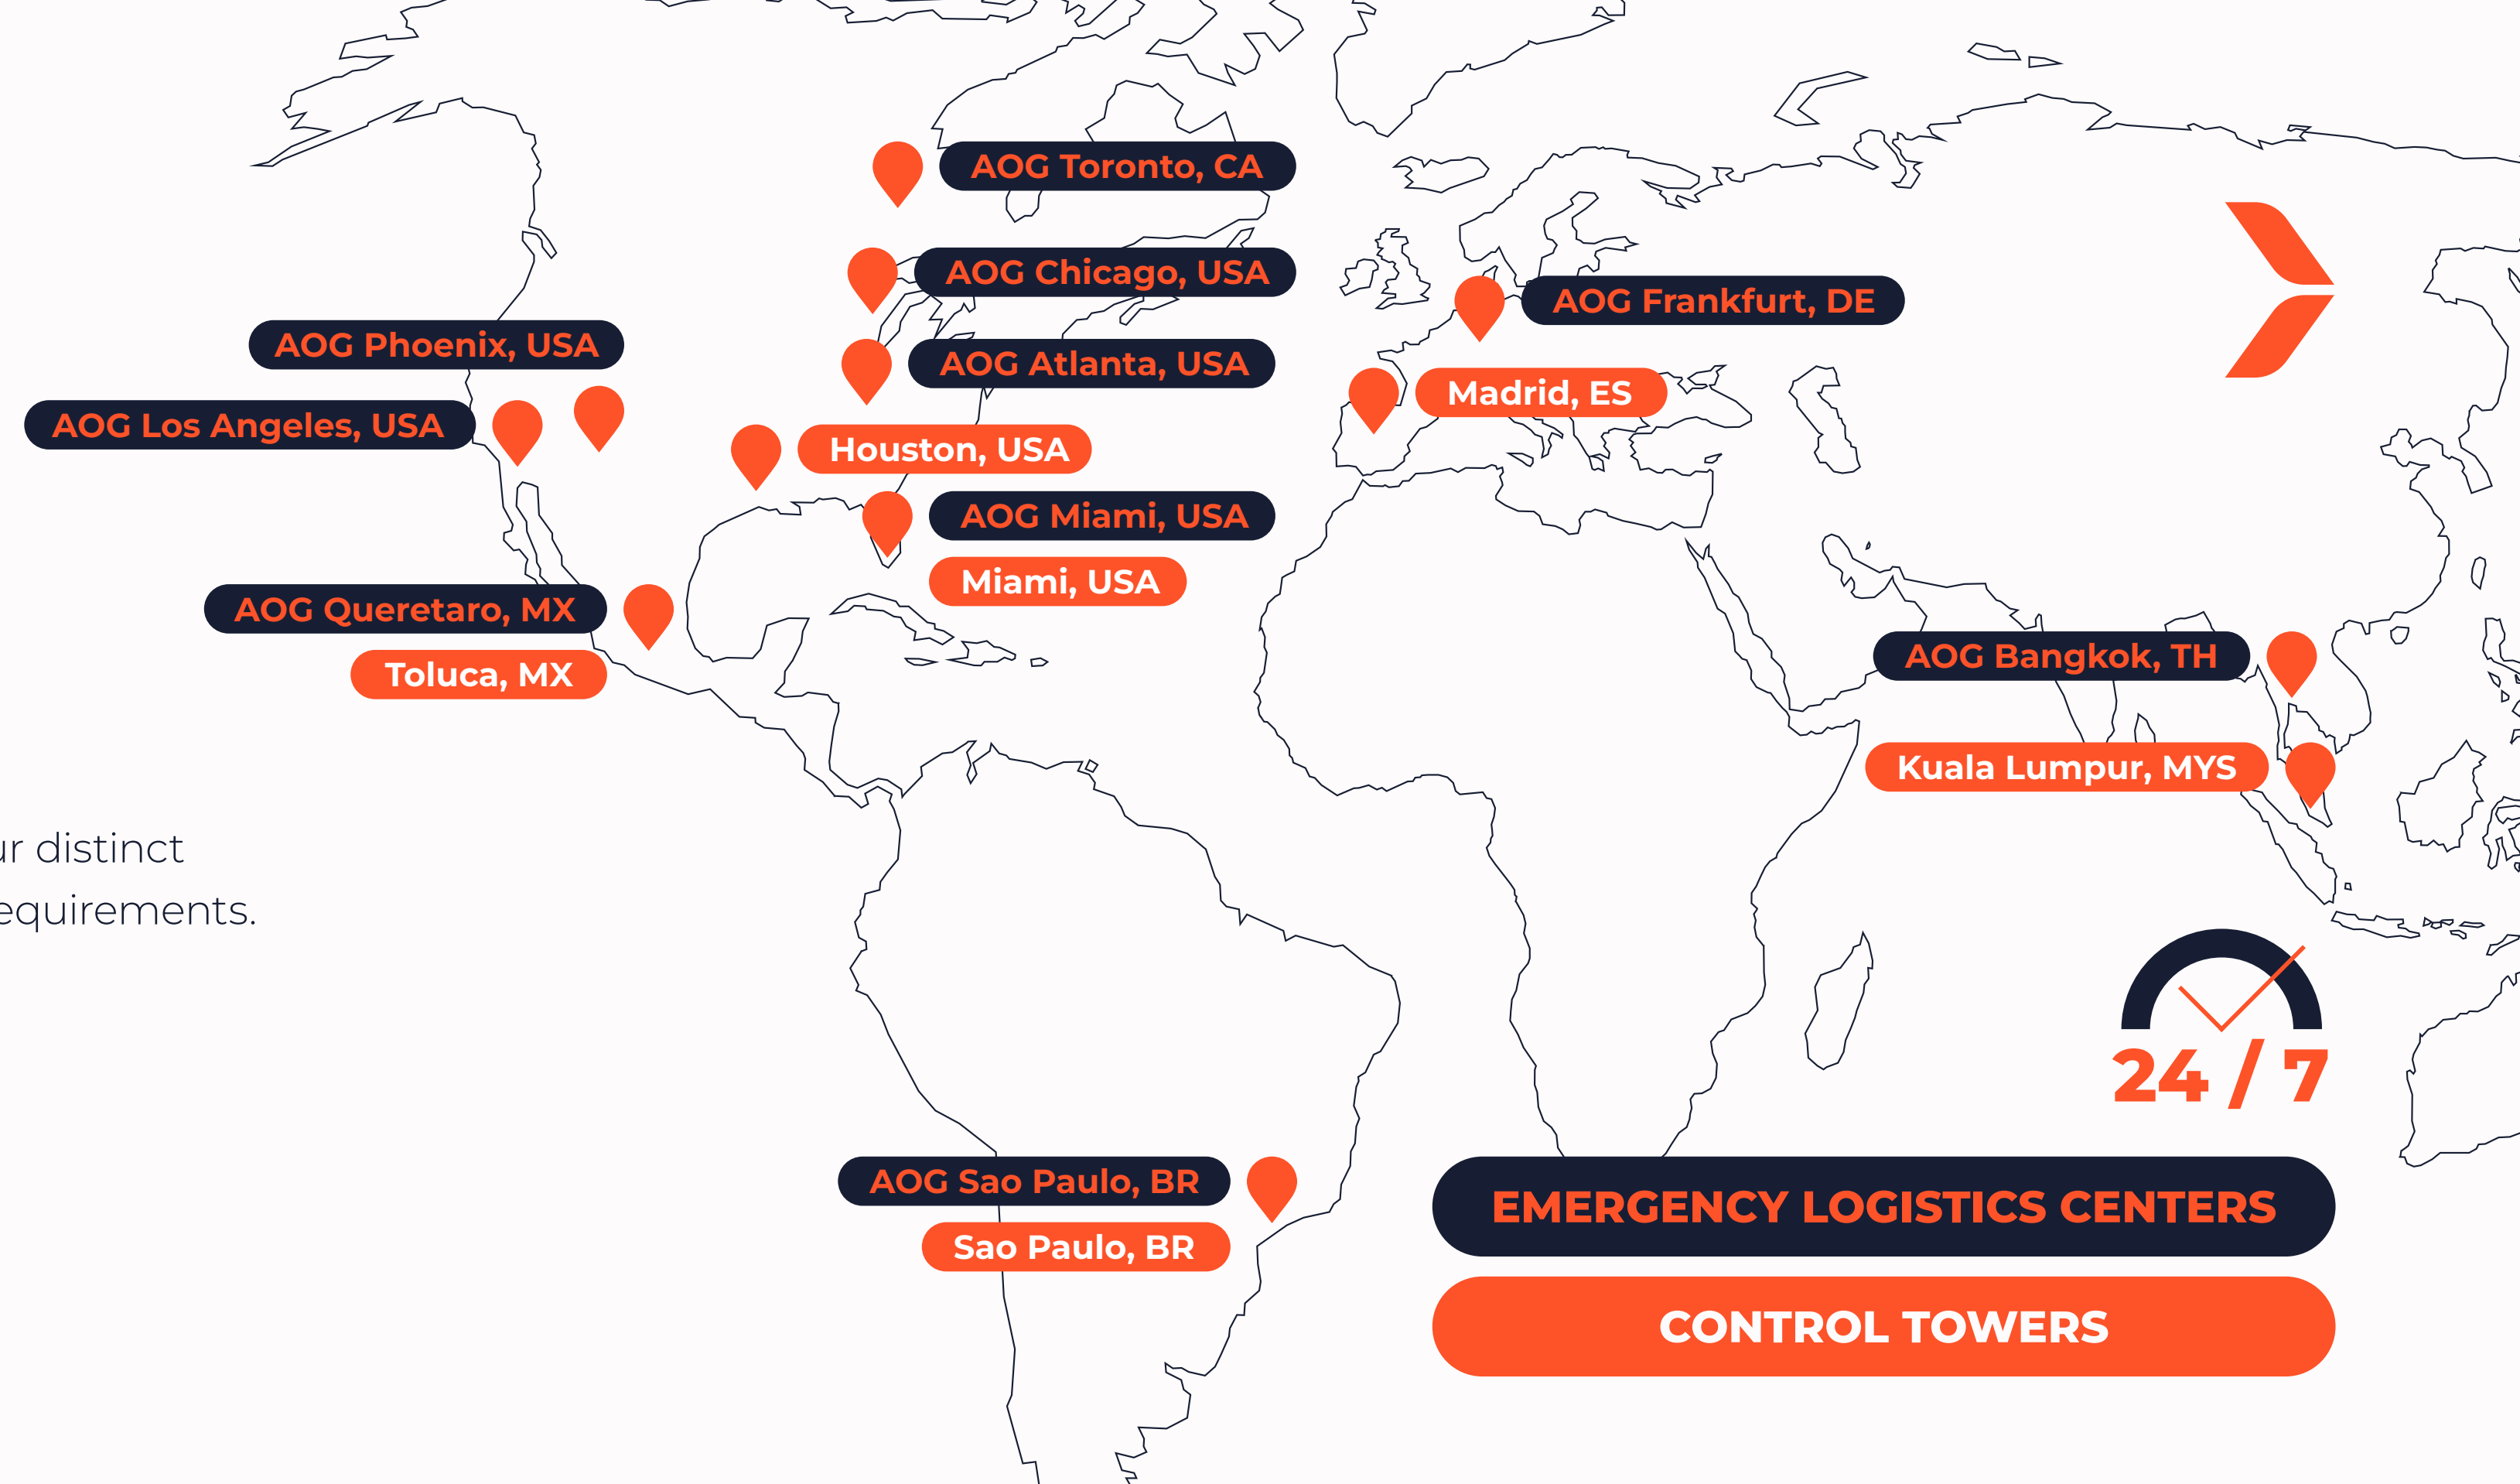 AOG Toronto, CA
AOG Chicago, USA
AOG Frankfurt, DE
AOG Phoenix, USA
AOG Atlanta, USA
Madrid, ES
AOG Los Angeles, USA
Houston, USA
AOG Miami, USA
Miami, USA
AOG Queretaro, MX
Toluca, MX
AOG Bangkok, TH
Kuala Lumpur, MYS
distinct
24 / 7
AOG Sao Paulo, BR
Sao Paulo, BR
EMERGENCY LOGISTICS CENTERS
CONTROL TOWERS